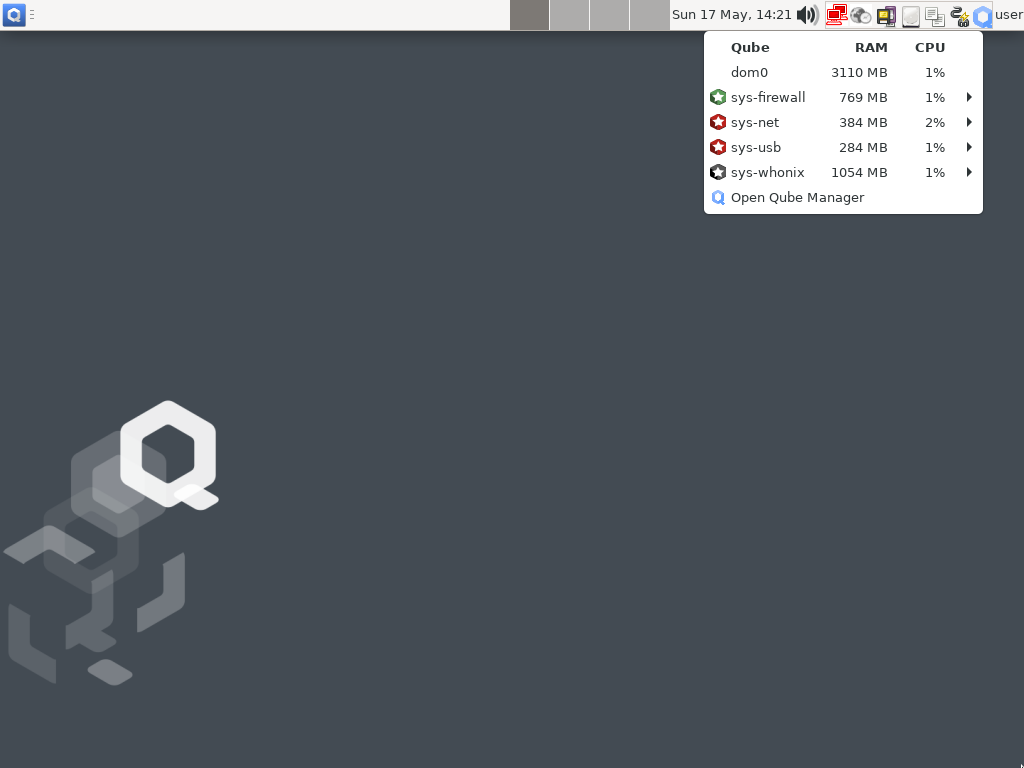 Sun 17 May, 14:21 user
Qube RAM CPU
dom0 3110 MB 1%
sys-firewall 769 MB 1%
sys-net 384 MB 2%
sys-usb 284 MB 1%
sys-whonix 1054 MB 1%
Open Qube Manager